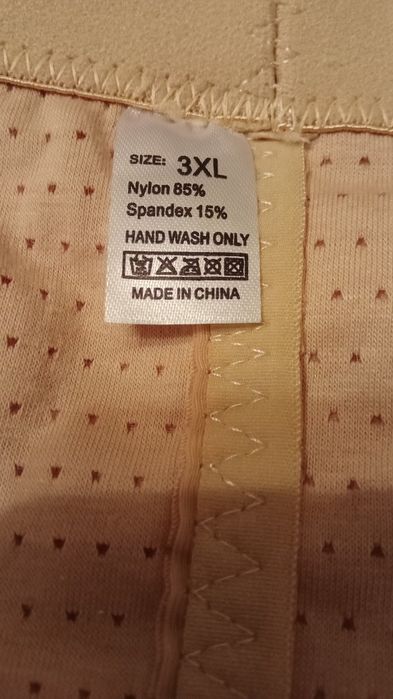 SIZE: 3XL
Nylon 85%
Spandex 15%
HAND WASH ONLY
MADE IN CHINA